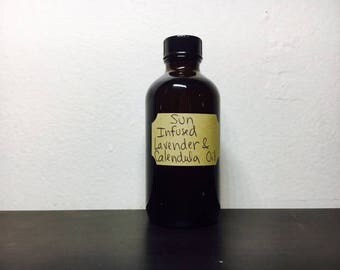 Sun
Infused
Lavender &
Calendula Oil